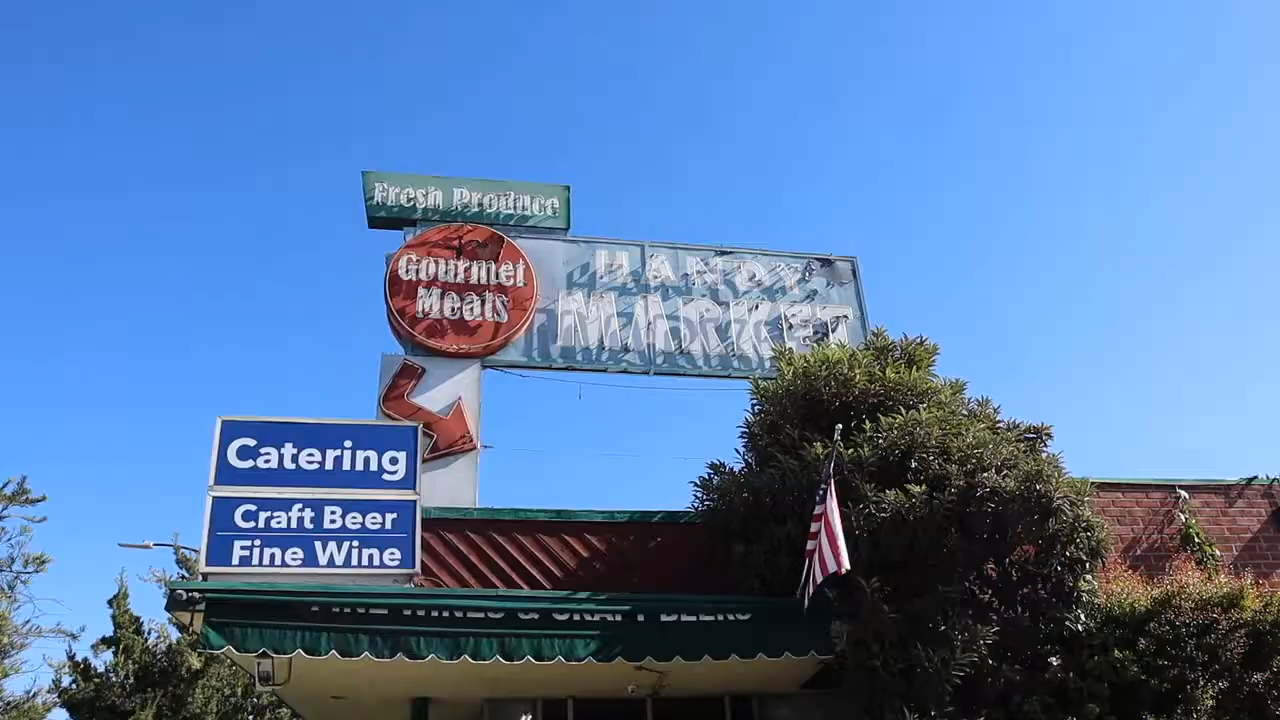 Fresh Produce
Gourmet
Meats
HANDY
MARKET
Catering
Craft Beer
Fine Wine
FINE WINES & CRAFT BEERS